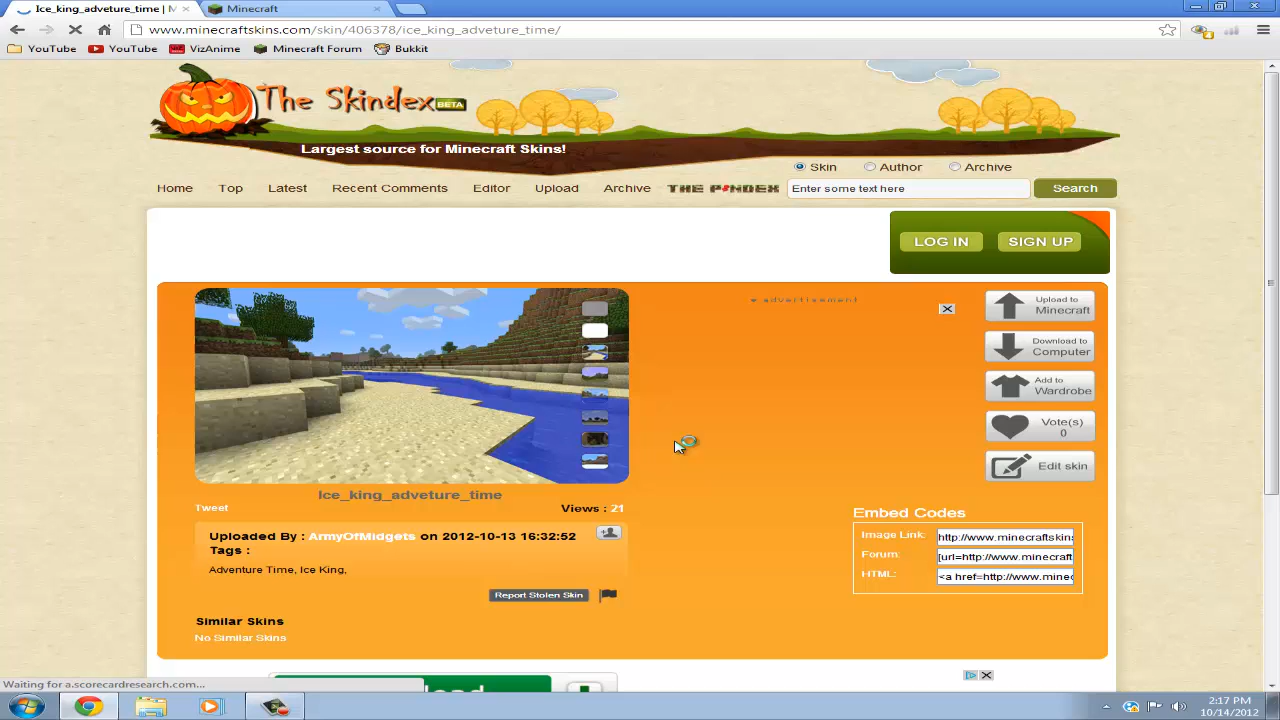 Ice_king_adveture_time | M
Minecraft
www.minecraftskins.com/skin/406378/ice_king_adveture_time/
YouTube
YouTube
VizAnime
Minecraft Forum
Bukkit
The Skindex BETA
Largest source for Minecraft Skins!
Skin
Author
Archive
Home
Top
Latest
Recent Comments
Editor
Upload
Archive
THE PINDEX
Enter some text here
Search
LOG IN
SIGN UP
advertisement
Upload to
Minecraft
Download to
Computer
Add to
Wardrobe
Vote(s)
0
Edit skin
Ice_king_adveture_time
Tweet
Views : 21
Uploaded By : ArmyOfMidgets on 2012-10-13 16:32:52
Tags :
Adventure Time, Ice King,
Report Stolen Skin
Embed Codes
Image Link: http://www.minecraftskins
Forum: [url=http://www.minecraft
HTML: <a href=http://www.minec
Similar Skins
No Similar Skins
Waiting for a.scorecardresearch.com...
2:17 PM
10/14/2012